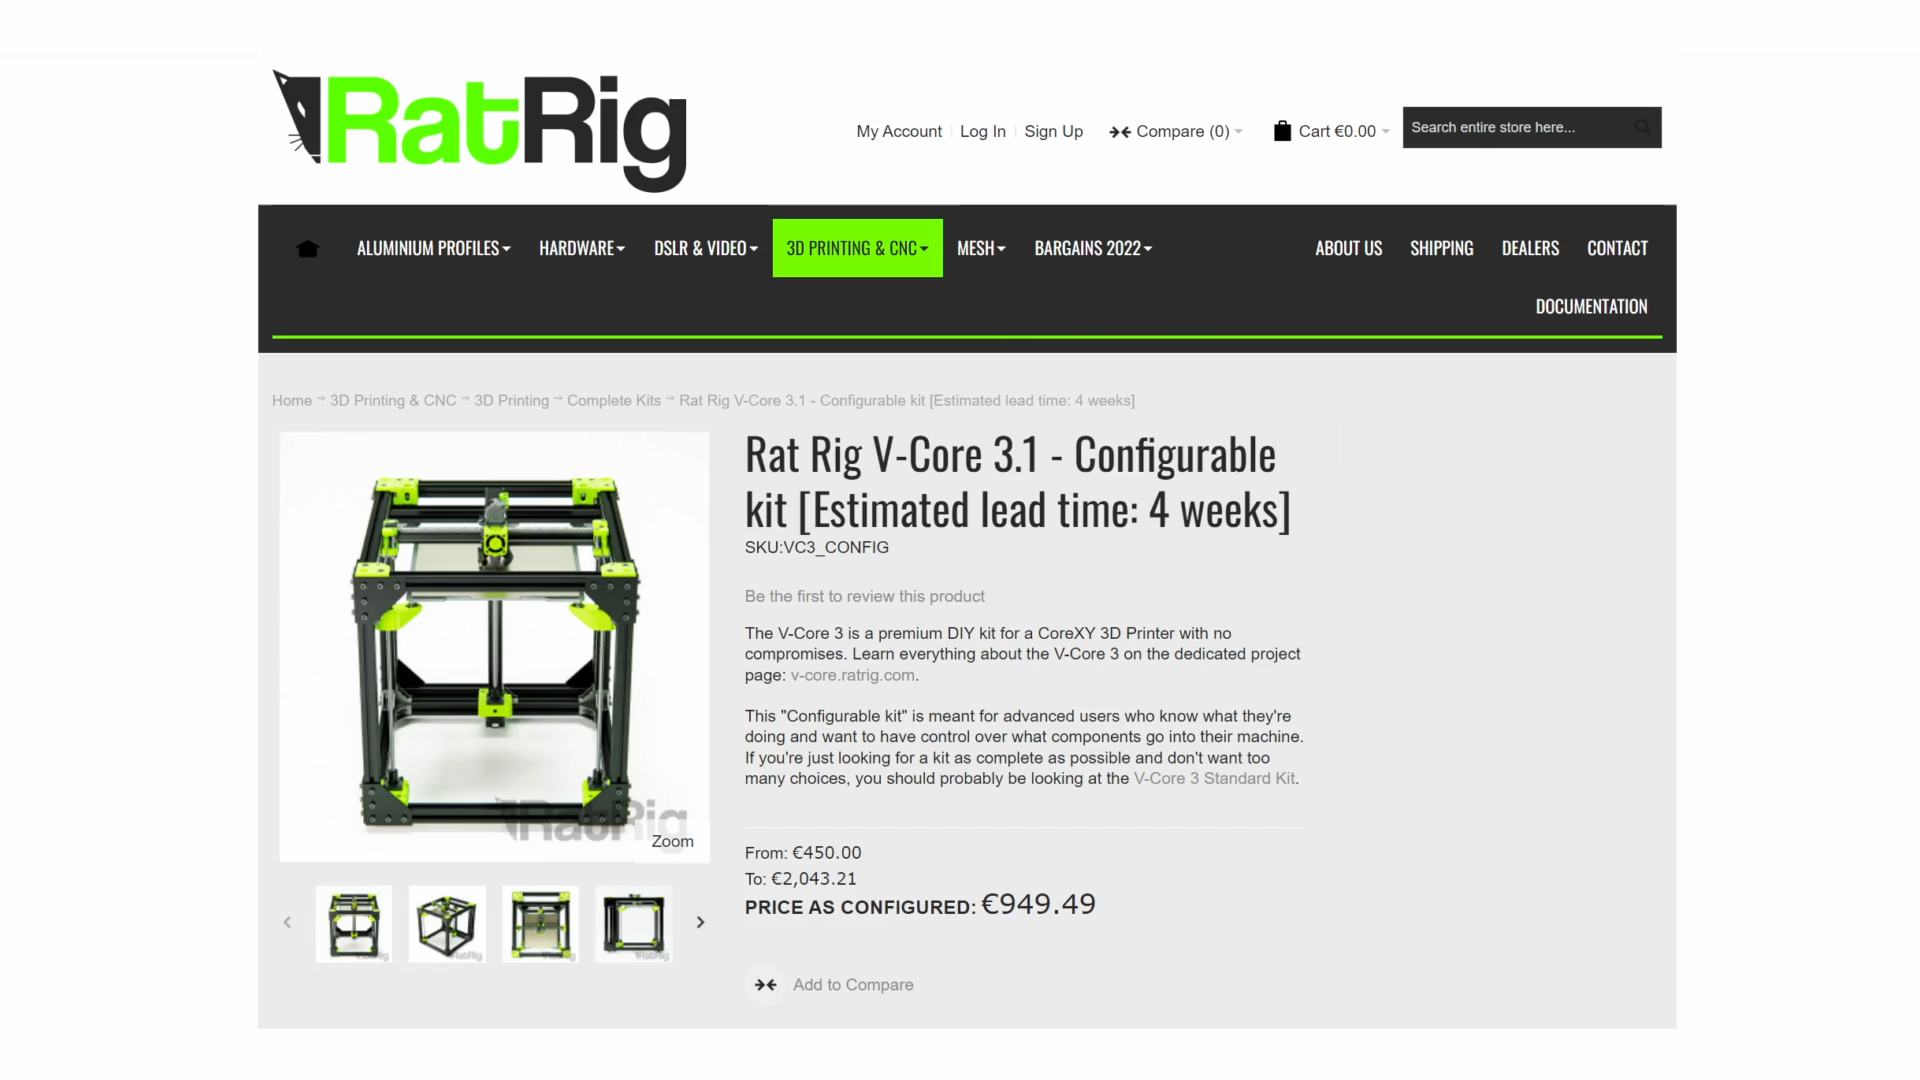 RatRig
My Account Log In Sign Up Compare (0) Cart €0.00 Search entire store here...
ALUMINIUM PROFILES HARDWARE DSLR & VIDEO 3D PRINTING & CNC MESH BARGAINS 2022 ABOUT US SHIPPING DEALERS CONTACT
DOCUMENTATION
Home → 3D Printing & CNC → 3D Printing → Complete Kits → Rat Rig V-Core 3.1 - Configurable kit [Estimated lead time: 4 weeks]
Rat Rig V-Core 3.1 - Configurable
kit [Estimated lead time: 4 weeks]
SKU:VC3_CONFIG
Be the first to review this product
The V-Core 3 is a premium DIY kit for a CoreXY 3D Printer with no
compromises. Learn everything about the V-Core 3 on the dedicated project
page: v-core.ratrig.com.
This "Configurable kit" is meant for advanced users who know what they're
doing and want to have control over what components go into their machine.
If you're just looking for a kit as complete as possible and don't want too
many choices, you should probably be looking at the V-Core 3 Standard Kit.
RatRig
Zoom
From: €450.00
To: €2,043.21
PRICE AS CONFIGURED: €949.49
RatRig RatRig RatRig RatRig
Add to Compare